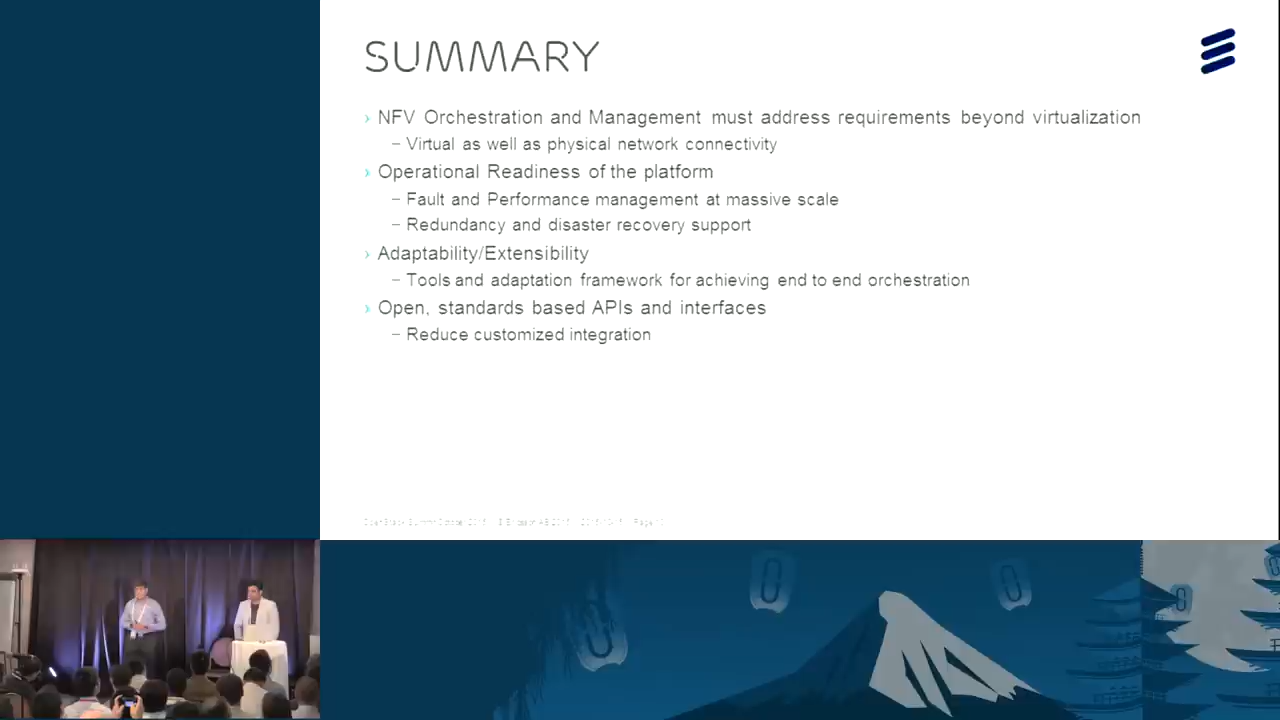 SUMMARY
› NFV Orchestration and Management must address requirements beyond virtualization
– Virtual as well as physical network connectivity
› Operational Readiness of the platform
– Fault and Performance management at massive scale
– Redundancy and disaster recovery support
› Adaptability/Extensibility
– Tools and adaptation framework for achieving end to end orchestration
› Open, standards based APIs and interfaces
– Reduce customized integration